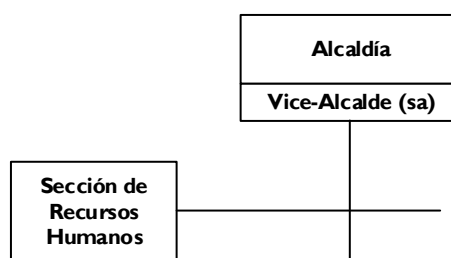 Alcaldía
Vice-Alcalde (sa)
Sección de
Recursos
Humanos